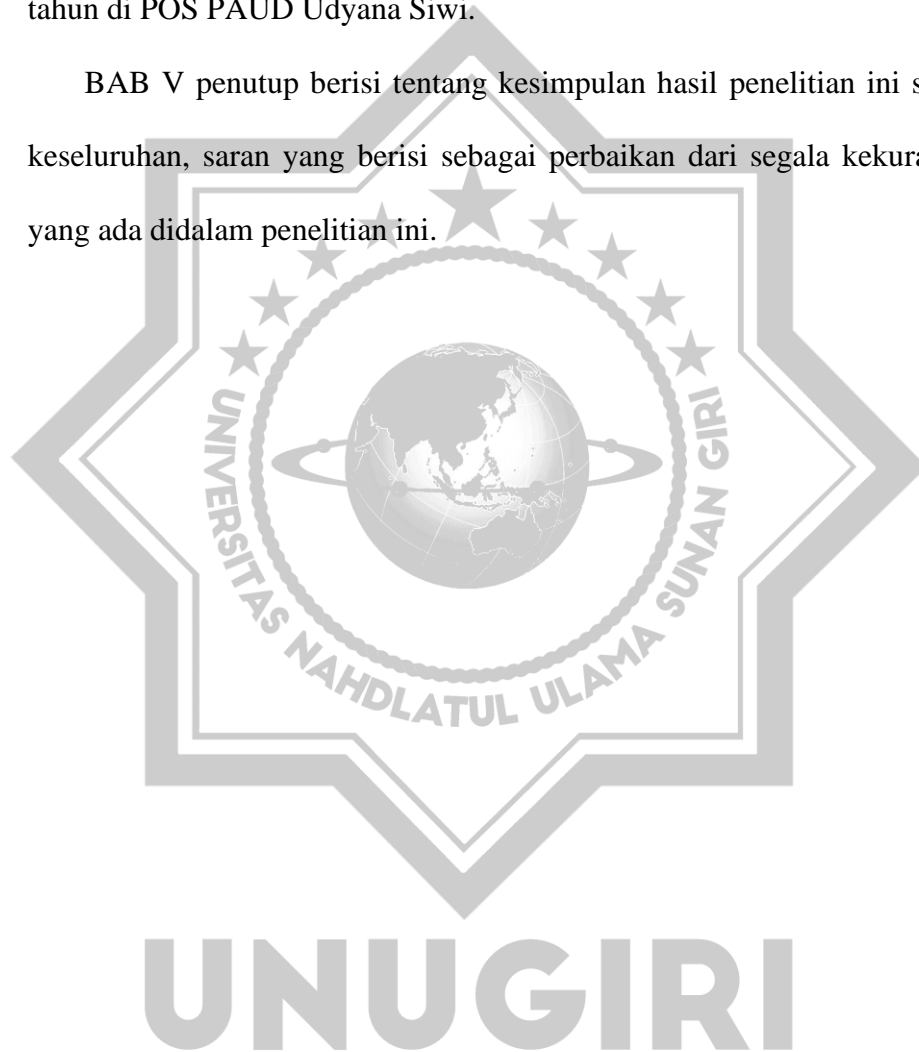 tahun di POS PAUD Udyana Siwi.
BAB V penutup berisi tentang kesimpulan hasil penelitian ini s
keseluruhan, saran yang berisi sebagai perbaikan dari segala kekura
yang ada didalam penelitian ini.
UNIVERSITAS NAHDLATUL ULAMA SUNAN GIRI
UNUGIRI